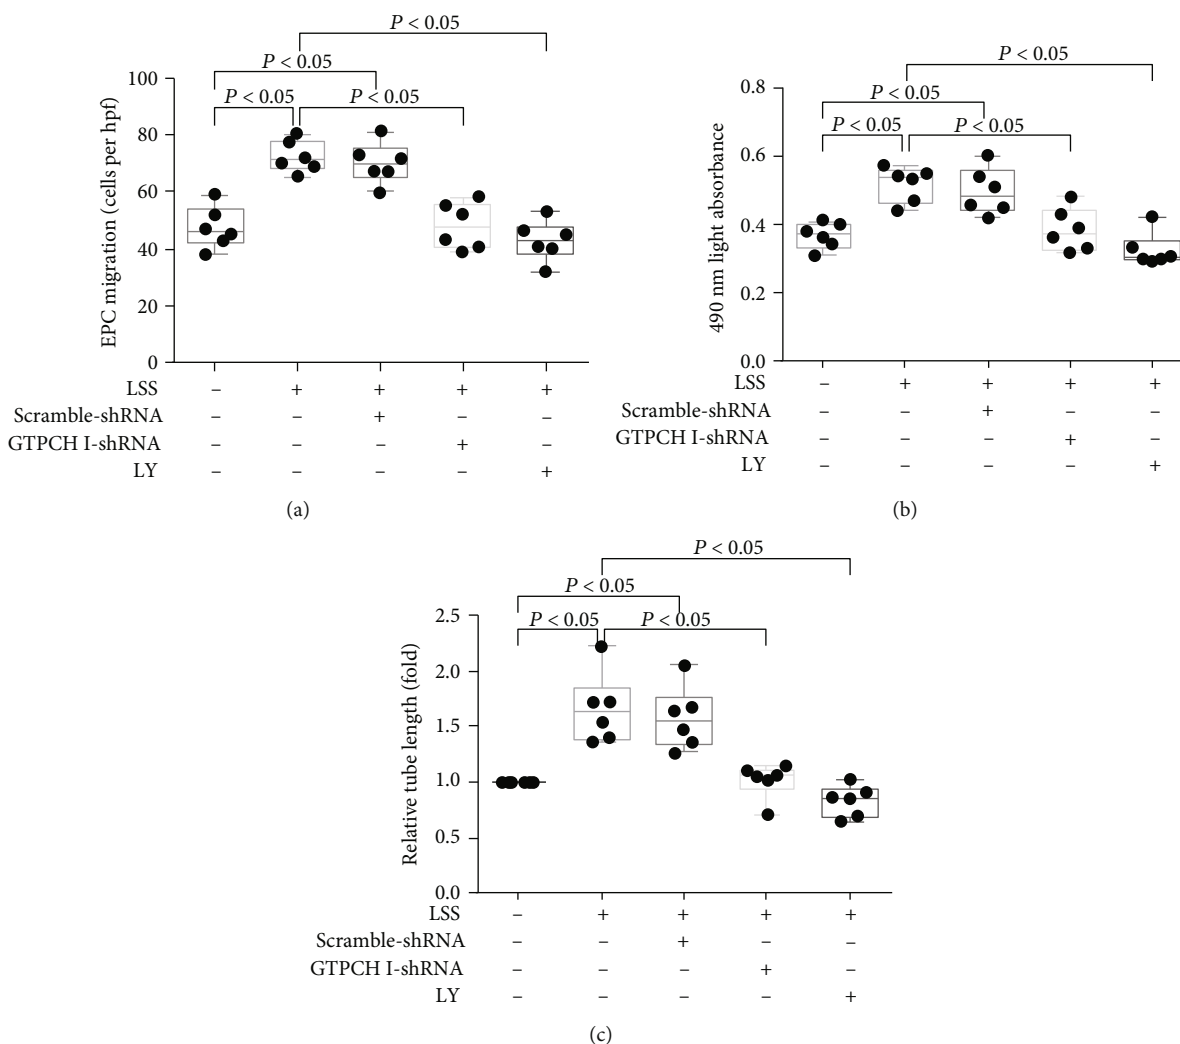 P < 0.05
P < 0.05
P < 0.05 P < 0.05
100
80
60
40
20
0
EPC migration (cells per hpf)
LSS – + + + +
Scramble-shRNA – – + – –
GTPCH I-shRNA – – – + –
LY – – – – +
(a)
P < 0.05
P < 0.05
P < 0.05 P < 0.05
0.8
0.6
0.4
0.2
0.0
490 nm light absorbance
LSS – + + + +
Scramble-shRNA – – + – –
GTPCH I-shRNA – – – + –
LY – – – – +
(b)
P < 0.05
P < 0.05
P < 0.05 P < 0.05
2.5
2.0
1.5
1.0
0.5
0.0
Relative tube length (fold)
LSS – + + + +
Scramble-shRNA – – + – –
GTPCH I-shRNA – – – + –
LY – – – – +
(c)